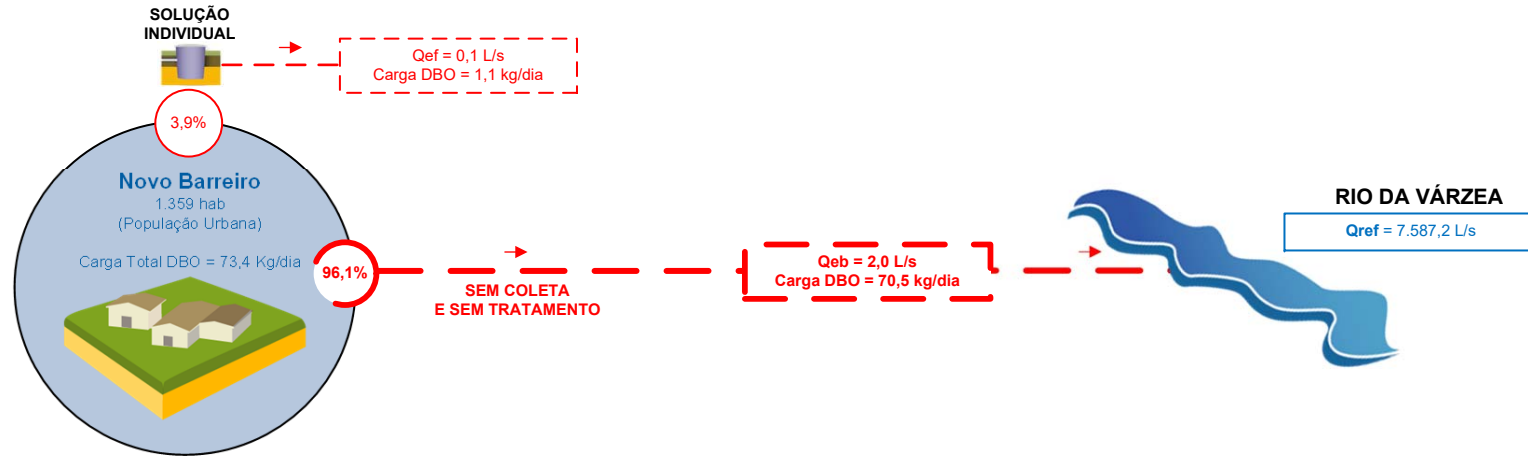 SOLUÇÃO
INDIVIDUAL
Qef = 0,1 L/s
Carga DBO = 1,1 kg/dia
3,9%
Novo Barreiro
1.359 hab
(População Urbana)
Carga Total DBO = 73,4 Kg/dia
96,1%
SEM COLETA
E SEM TRATAMENTO
Qeb = 2,0 L/s
Carga DBO = 70,5 kg/dia
RIO DA VÁRZEA
Qref = 7.587,2 L/s